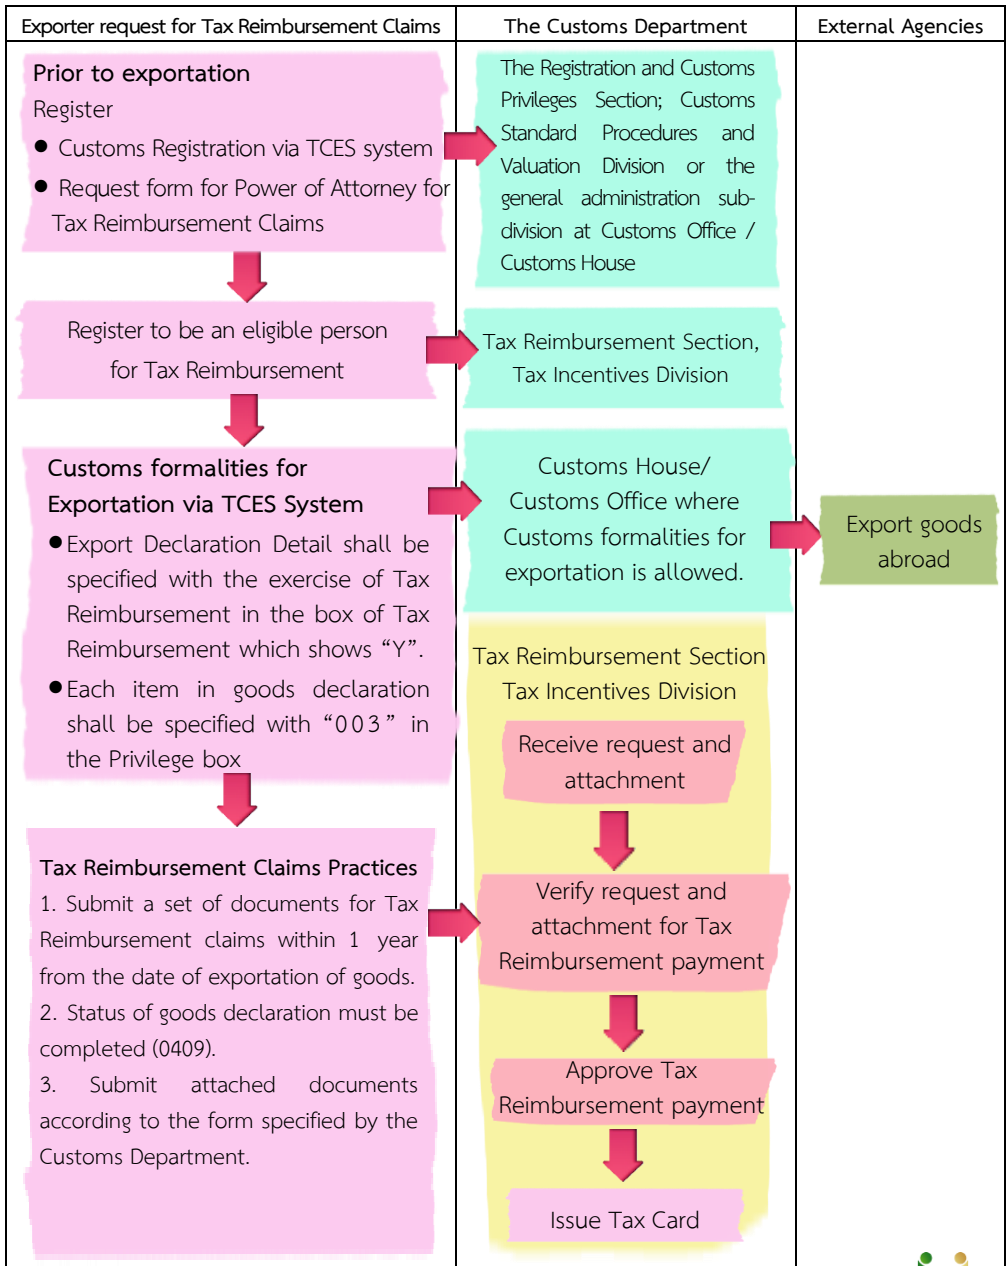 Exporter request for Tax Reimbursement Claims
The Customs Department
External Agencies
Prior to exportation
Register
● Customs Registration via TCES system
● Request form for Power of Attorney for
Tax Reimbursement Claims
The Registration and Customs
Privileges Section; Customs
Standard Procedures and
Valuation Division or the
general administration sub-
division at Customs Office /
Customs House
Register to be an eligible person
for Tax Reimbursement
Tax Reimbursement Section,
Tax Incentives Division
Customs formalities for
Exportation via TCES System
● Export Declaration Detail shall be
specified with the exercise of Tax
Reimbursement in the box of Tax
Reimbursement which shows “Y”.
● Each item in goods declaration
shall be specified with “003” in
the Privilege box
Customs House/
Customs Office where
Customs formalities for
exportation is allowed.
Export goods
abroad
Tax Reimbursement Section
Tax Incentives Division
Receive request and
attachment
Tax Reimbursement Claims Practices
1. Submit a set of documents for Tax
Reimbursement claims within 1 year
from the date of exportation of goods.
2. Status of goods declaration must be
completed (0409).
3. Submit attached documents
according to the form specified by the
Customs Department.
Verify request and
attachment for Tax
Reimbursement payment
Approve Tax
Reimbursement payment
Issue Tax Card